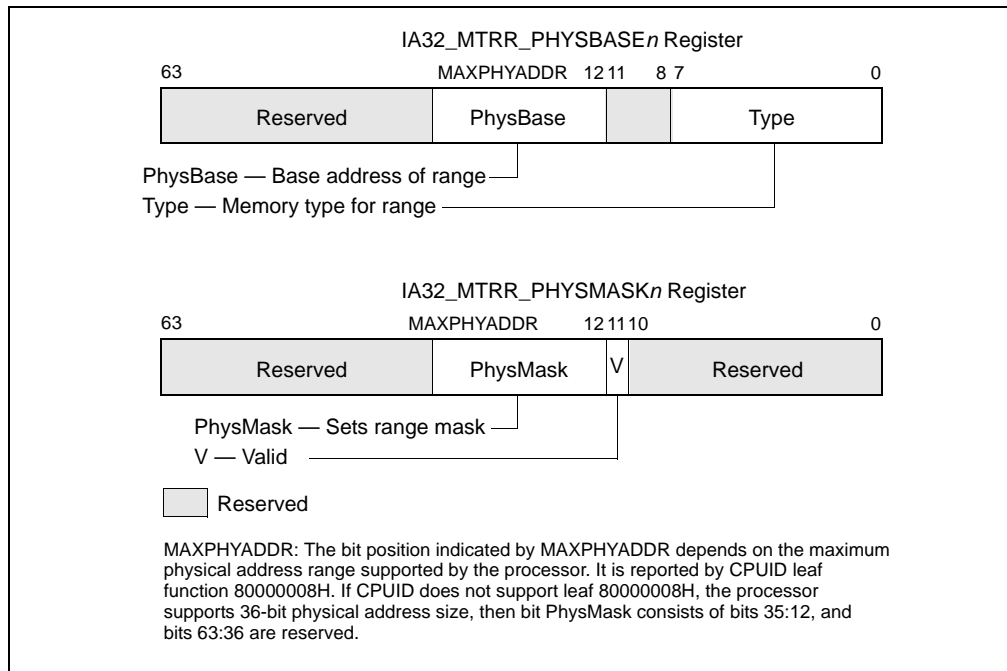 IA32_MTRR_PHYSBASEn Register
63 MAXPHYADDR 12 11 8 7 0
Reserved PhysBase Type
PhysBase — Base address of range
Type — Memory type for range
IA32_MTRR_PHYSMASKn Register
63 MAXPHYADDR 12 11 10 0
Reserved PhysMask V Reserved
PhysMask — Sets range mask
V — Valid
Reserved
MAXPHYADDR: The bit position indicated by MAXPHYADDR depends on the maximum
physical address range supported by the processor. It is reported by CPUID leaf
function 80000008H. If CPUID does not support leaf 80000008H, the processor
supports 36-bit physical address size, then bit PhysMask consists of bits 35:12, and
bits 63:36 are reserved.